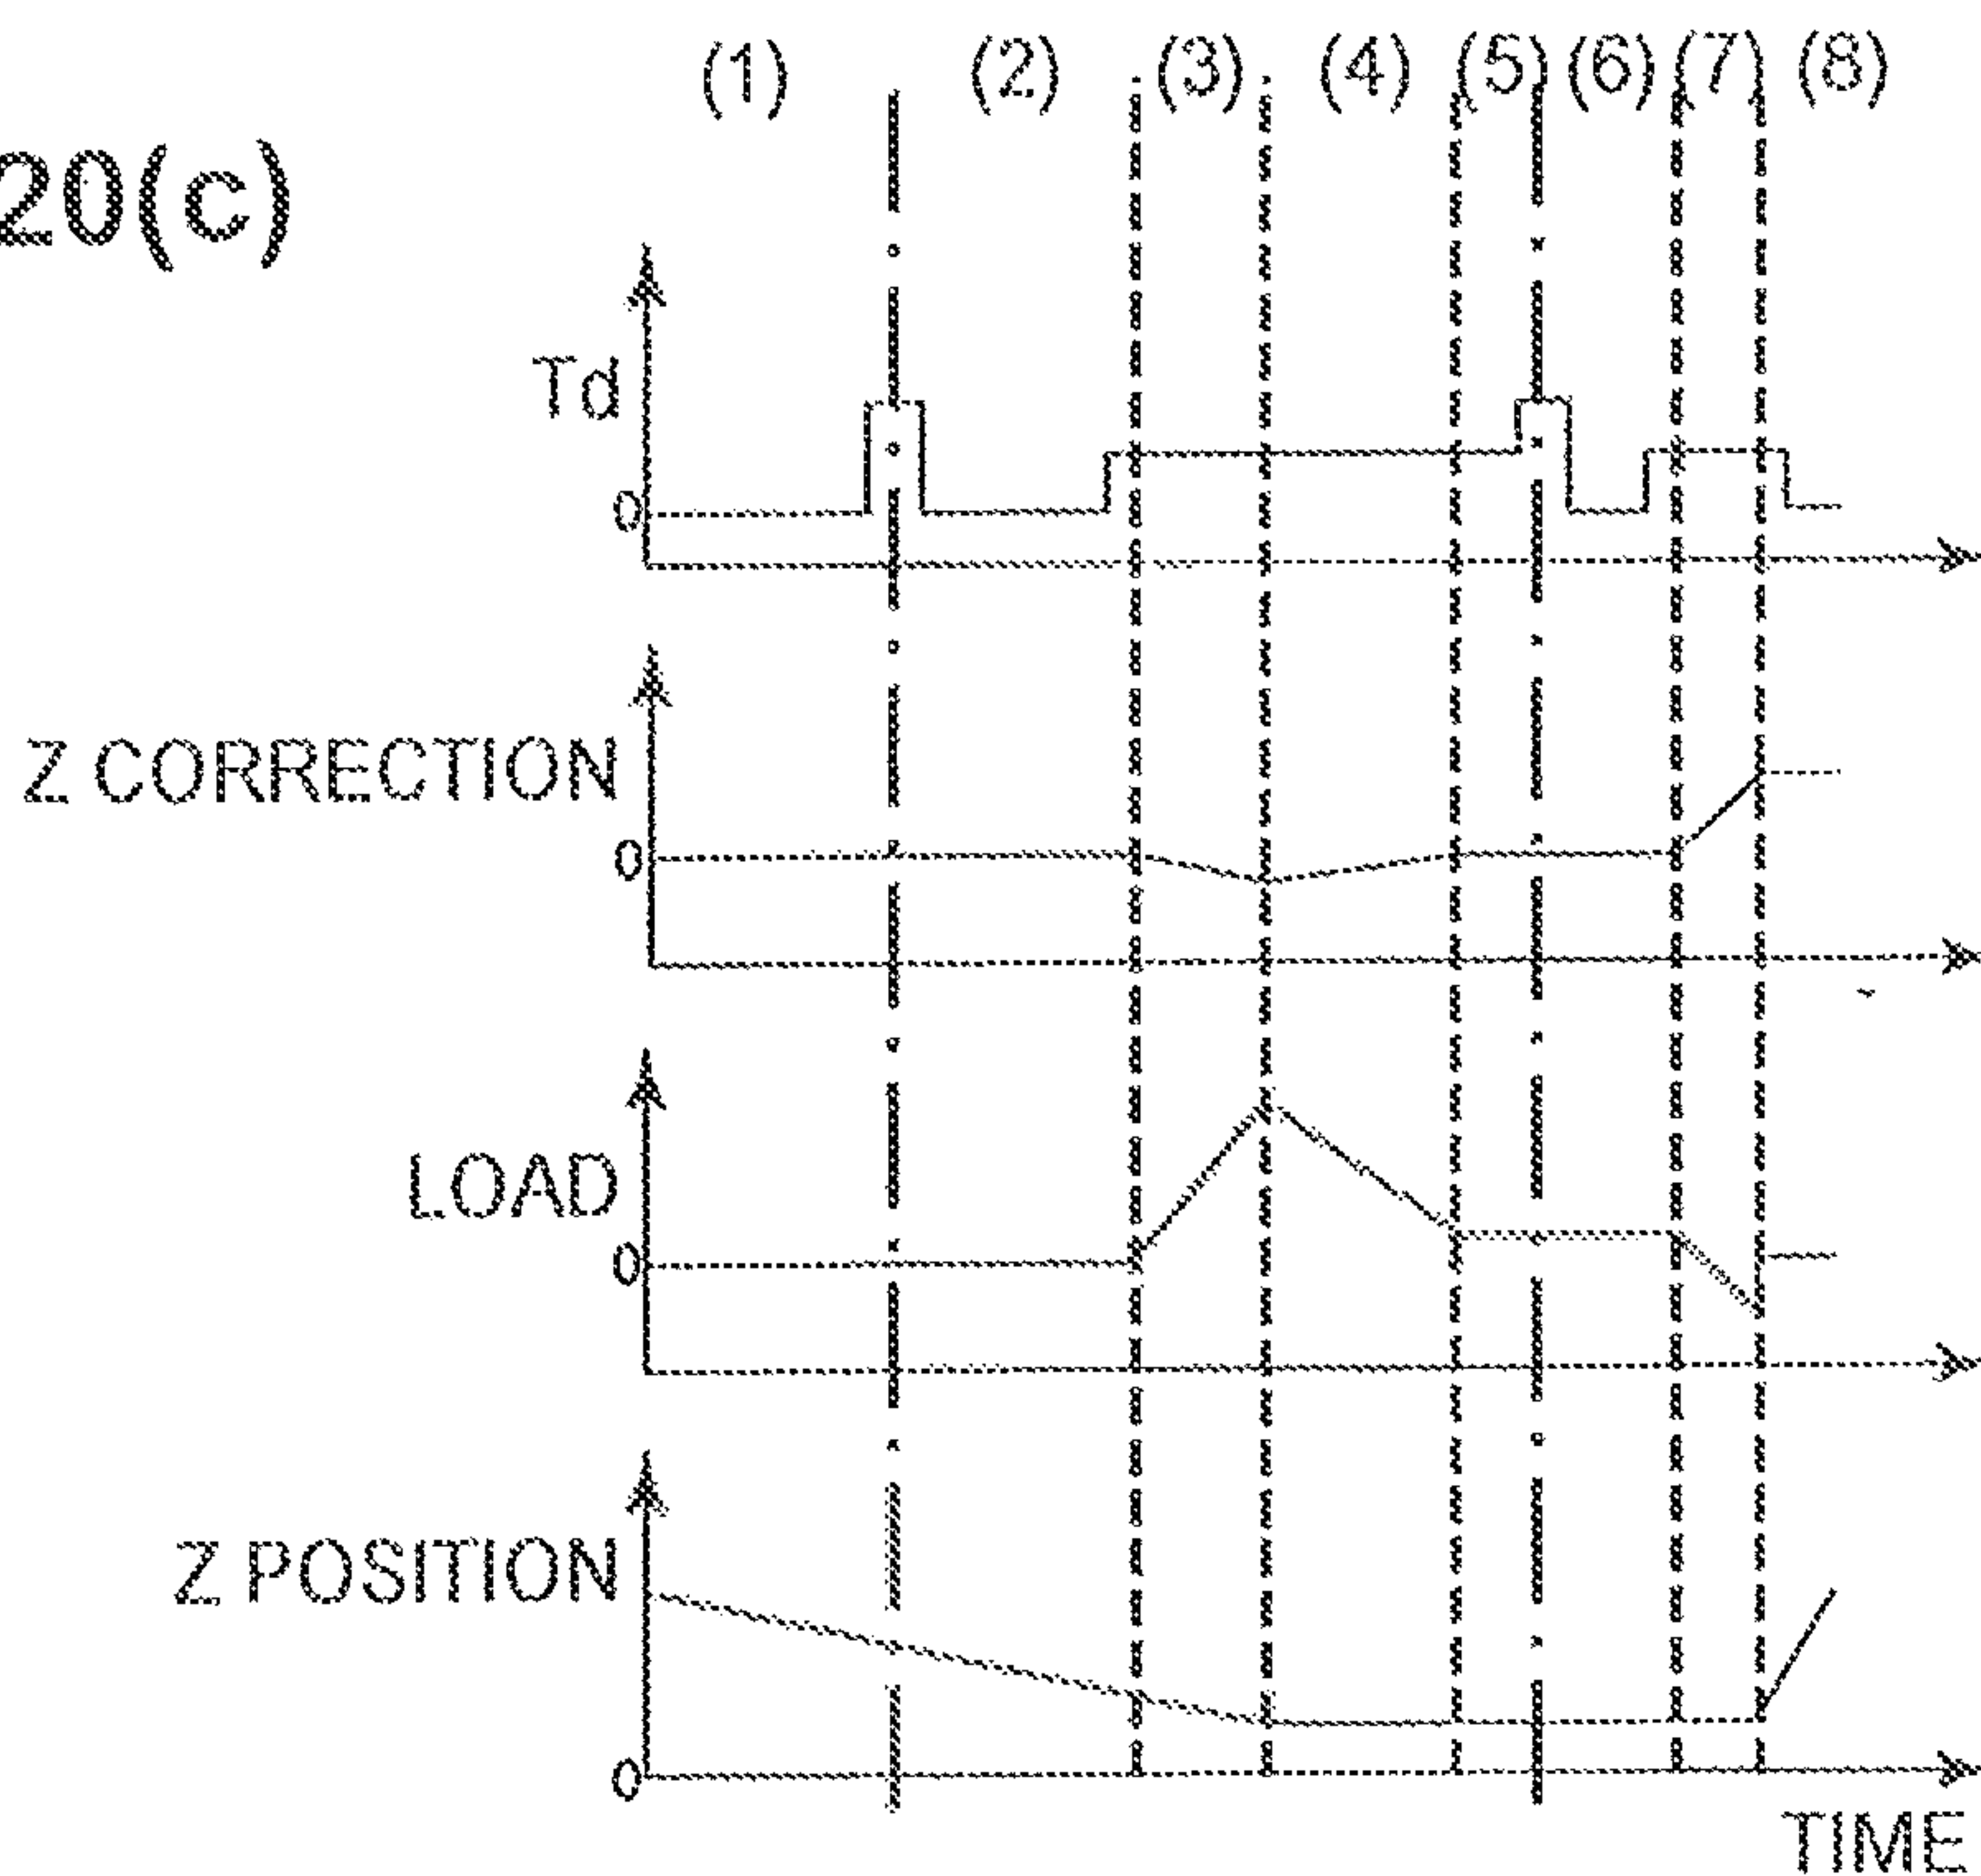 (1) (2) (3) (4) (5) (6) (7) (8)
20(c)
Td
0
Z CORRECTION
0
LOAD
0
Z POSITION
0
TIME